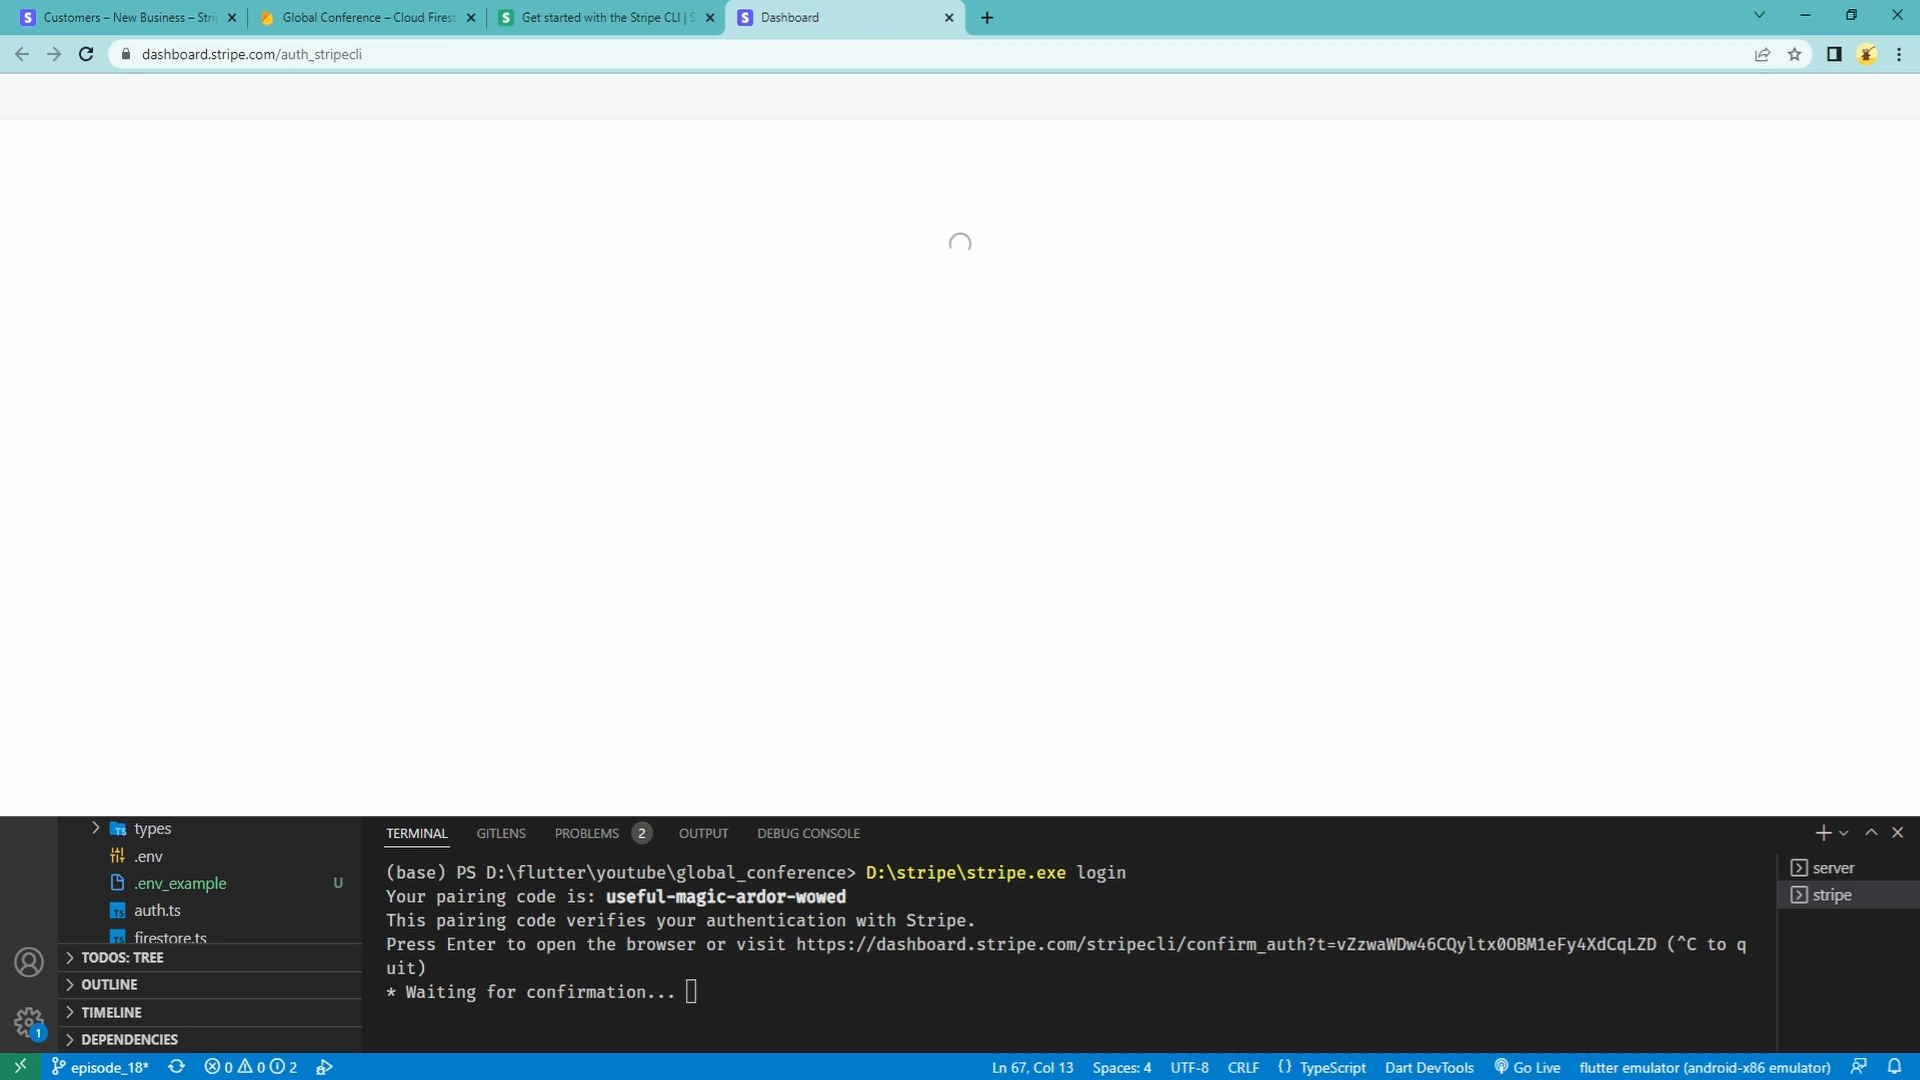 Customers – New Business – Stri
Global Conference – Cloud Firest
Get started with the Stripe CLI | S
Dashboard
dashboard.stripe.com/auth_stripecli
types
.env
.env_example U
auth.ts
firestore.ts
TODOS: TREE
OUTLINE
TIMELINE
DEPENDENCIES
TERMINAL GITLENS PROBLEMS 2 OUTPUT DEBUG CONSOLE
(base) PS D:\flutter\youtube\global_conference> D:\stripe\stripe.exe login
Your pairing code is: useful-magic-ardor-wowed
This pairing code verifies your authentication with Stripe.
Press Enter to open the browser or visit https://dashboard.stripe.com/stripecli/confirm_auth?t=vZzwaWDw46CQyltx0OBM1eFy4XdCqLZD (^C to q
uit)
* Waiting for confirmation...
server
stripe
1
episode_18* 0 0 2 Ln 67, Col 13 Spaces: 4 UTF-8 CRLF {} TypeScript Dart DevTools Go Live flutter emulator (android-x86 emulator)